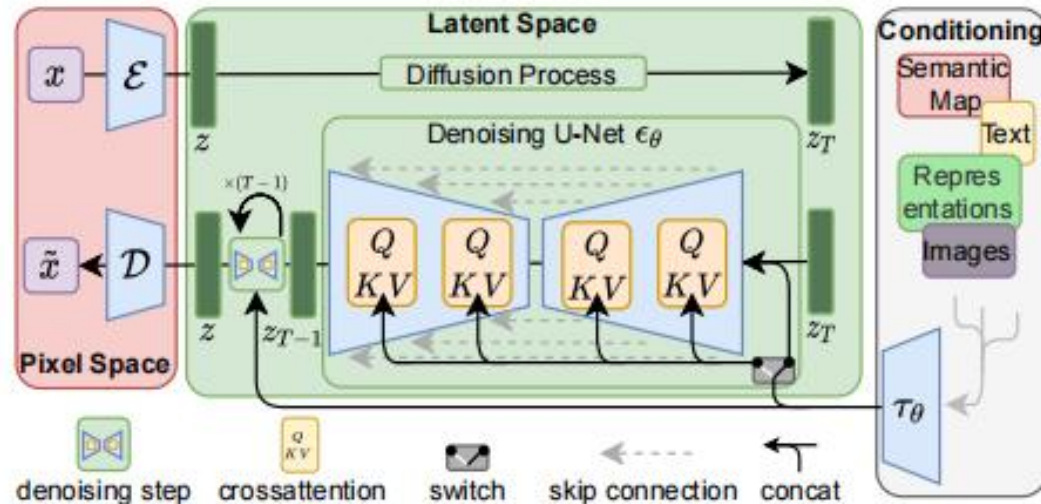 Latent Space
Conditioning
x
ℰ
Diffusion Process
Semantic
Map
z
z_T
Text
Denoising U-Net ϵ_θ
Repres
entations
×(T−1)
Images
x̃
𝒟
Q
KV
Q
KV
Q
KV
Q
KV
z
z_{T−1}
z_T
Pixel Space
τ_θ
Q
KV
denoising step
crossattention
switch
skip connection
concat